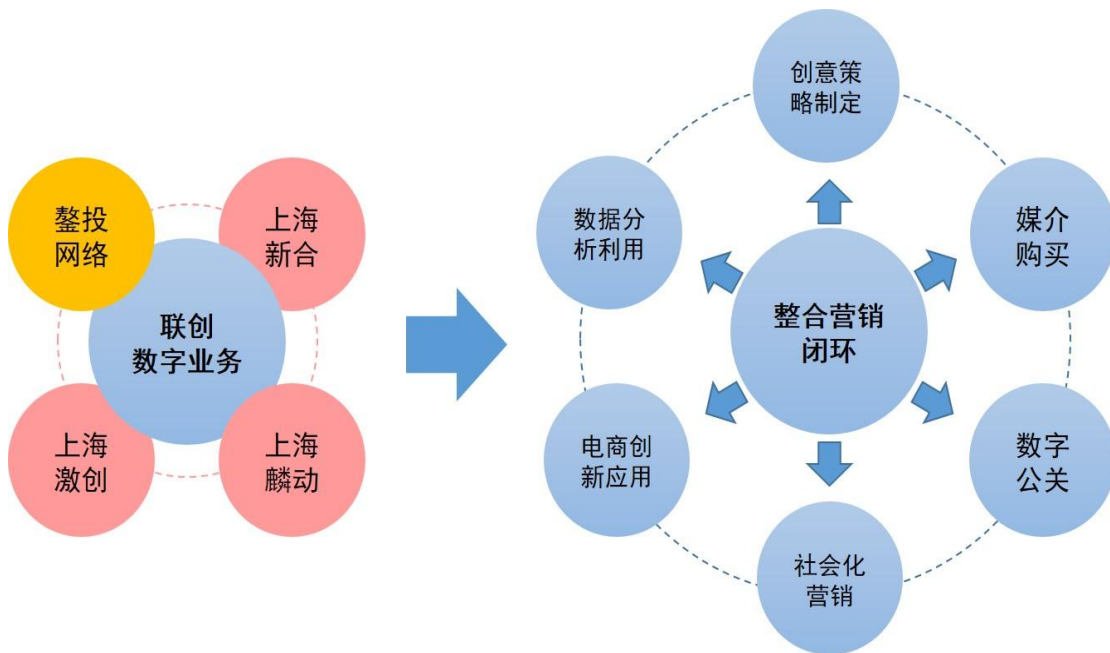 鏊投
网络
上海
新合
联创
数字业务
上海
激创
上海
麟动
创意策
略制定
数据分
析利用
媒介
购买
整合营销
闭环
电商创
新应用
数字
公关
社会化
营销